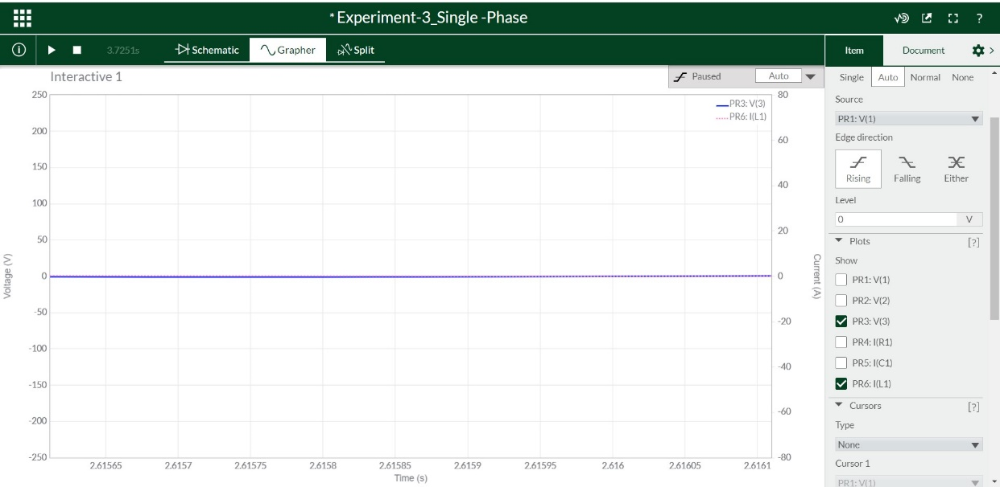 *Experiment-3_Single -Phase
?
3.7251s
Schematic
Grapher
Split
Item
Document
Interactive 1
Paused
Auto
Single
Auto
Normal
None
Source
PR1: V(1)
Edge direction
Rising
Falling
Either
Level
0
V
Plots
[?]
Show
PR1: V(1)
PR2: V(2)
PR3: V(3)
PR4: I(R1)
PR5: I(C1)
PR6: I(L1)
Cursors
[?]
Type
None
Cursor 1
PR1: V(1)
PR3: V(3)
PR6: I(L1)
Voltage (V)
250
200
150
100
50
0
-50
-100
-150
-200
-250
80
60
40
20
0
-20
-40
-60
-80
Current (A)
2.61565
2.6157
2.61575
2.6158
2.61585
2.6159
2.61595
2.616
2.61605
2.6161
Time (s)